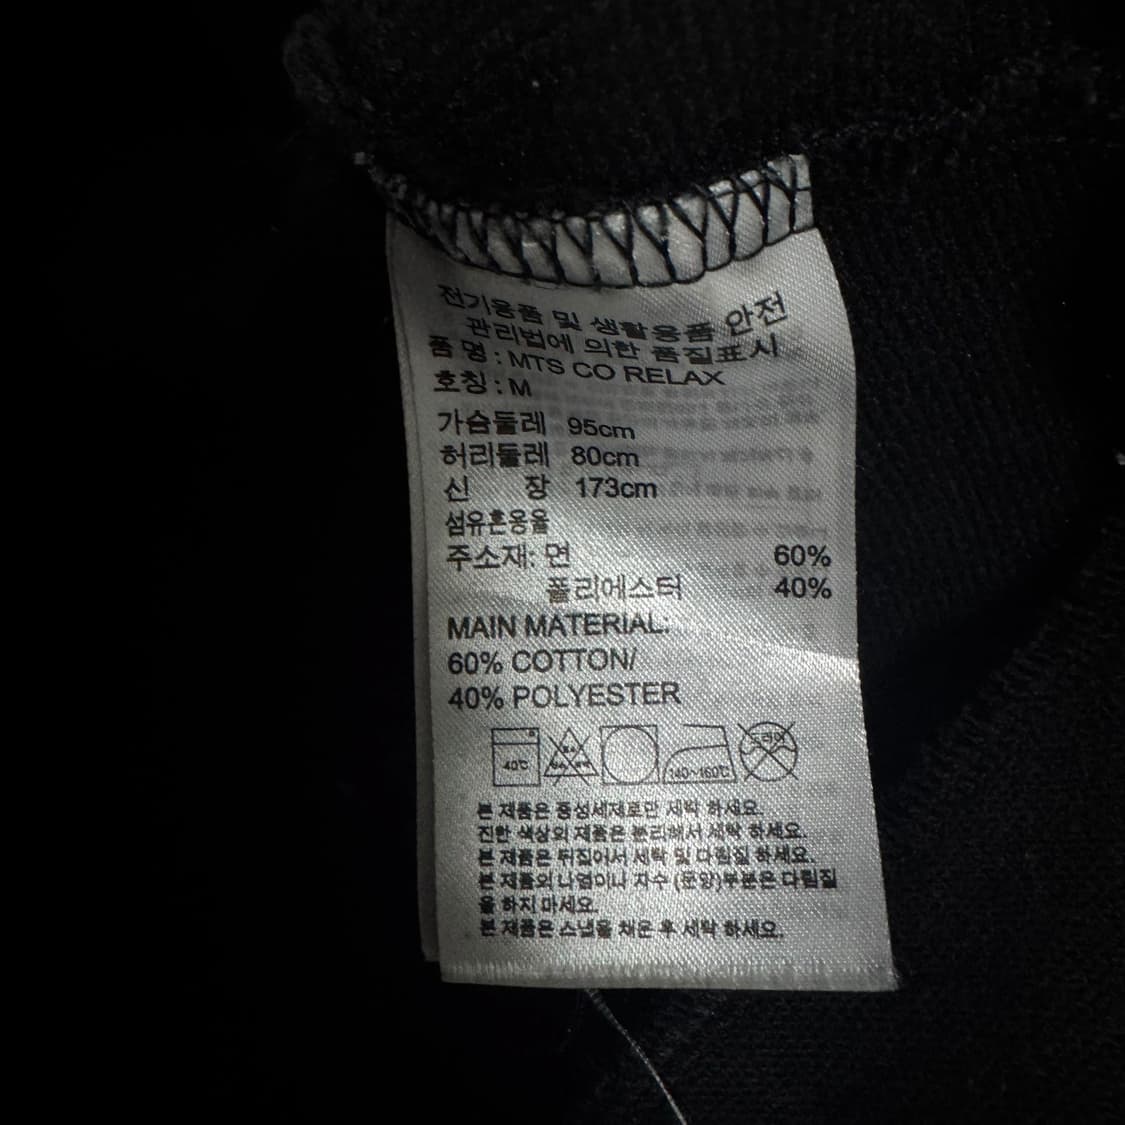 전기용품 및 생활용품 안전
관리법에 의한 품질표시
품 명 : MTS CO RELAX
호칭 : M
가슴둘레 95cm
허리둘레 80cm
신 장 173cm
섬유혼용율
주소재: 면 60%
폴리에스터 40%
MAIN MATERIAL:
60% COTTON/
40% POLYESTER
40℃
140~160℃
드라이
본 제품은 중성세제로만 세탁 하세요.
진한 색상의 제품은 분리해서 세탁 하세요.
본 제품은 뒤집어서 세탁 및 다림질 하세요.
본 제품의 나염이나 자수 (문양)부분은 다림질
을 하지 마세요.
본 제품은 스냅을 채운 후 세탁 하세요.